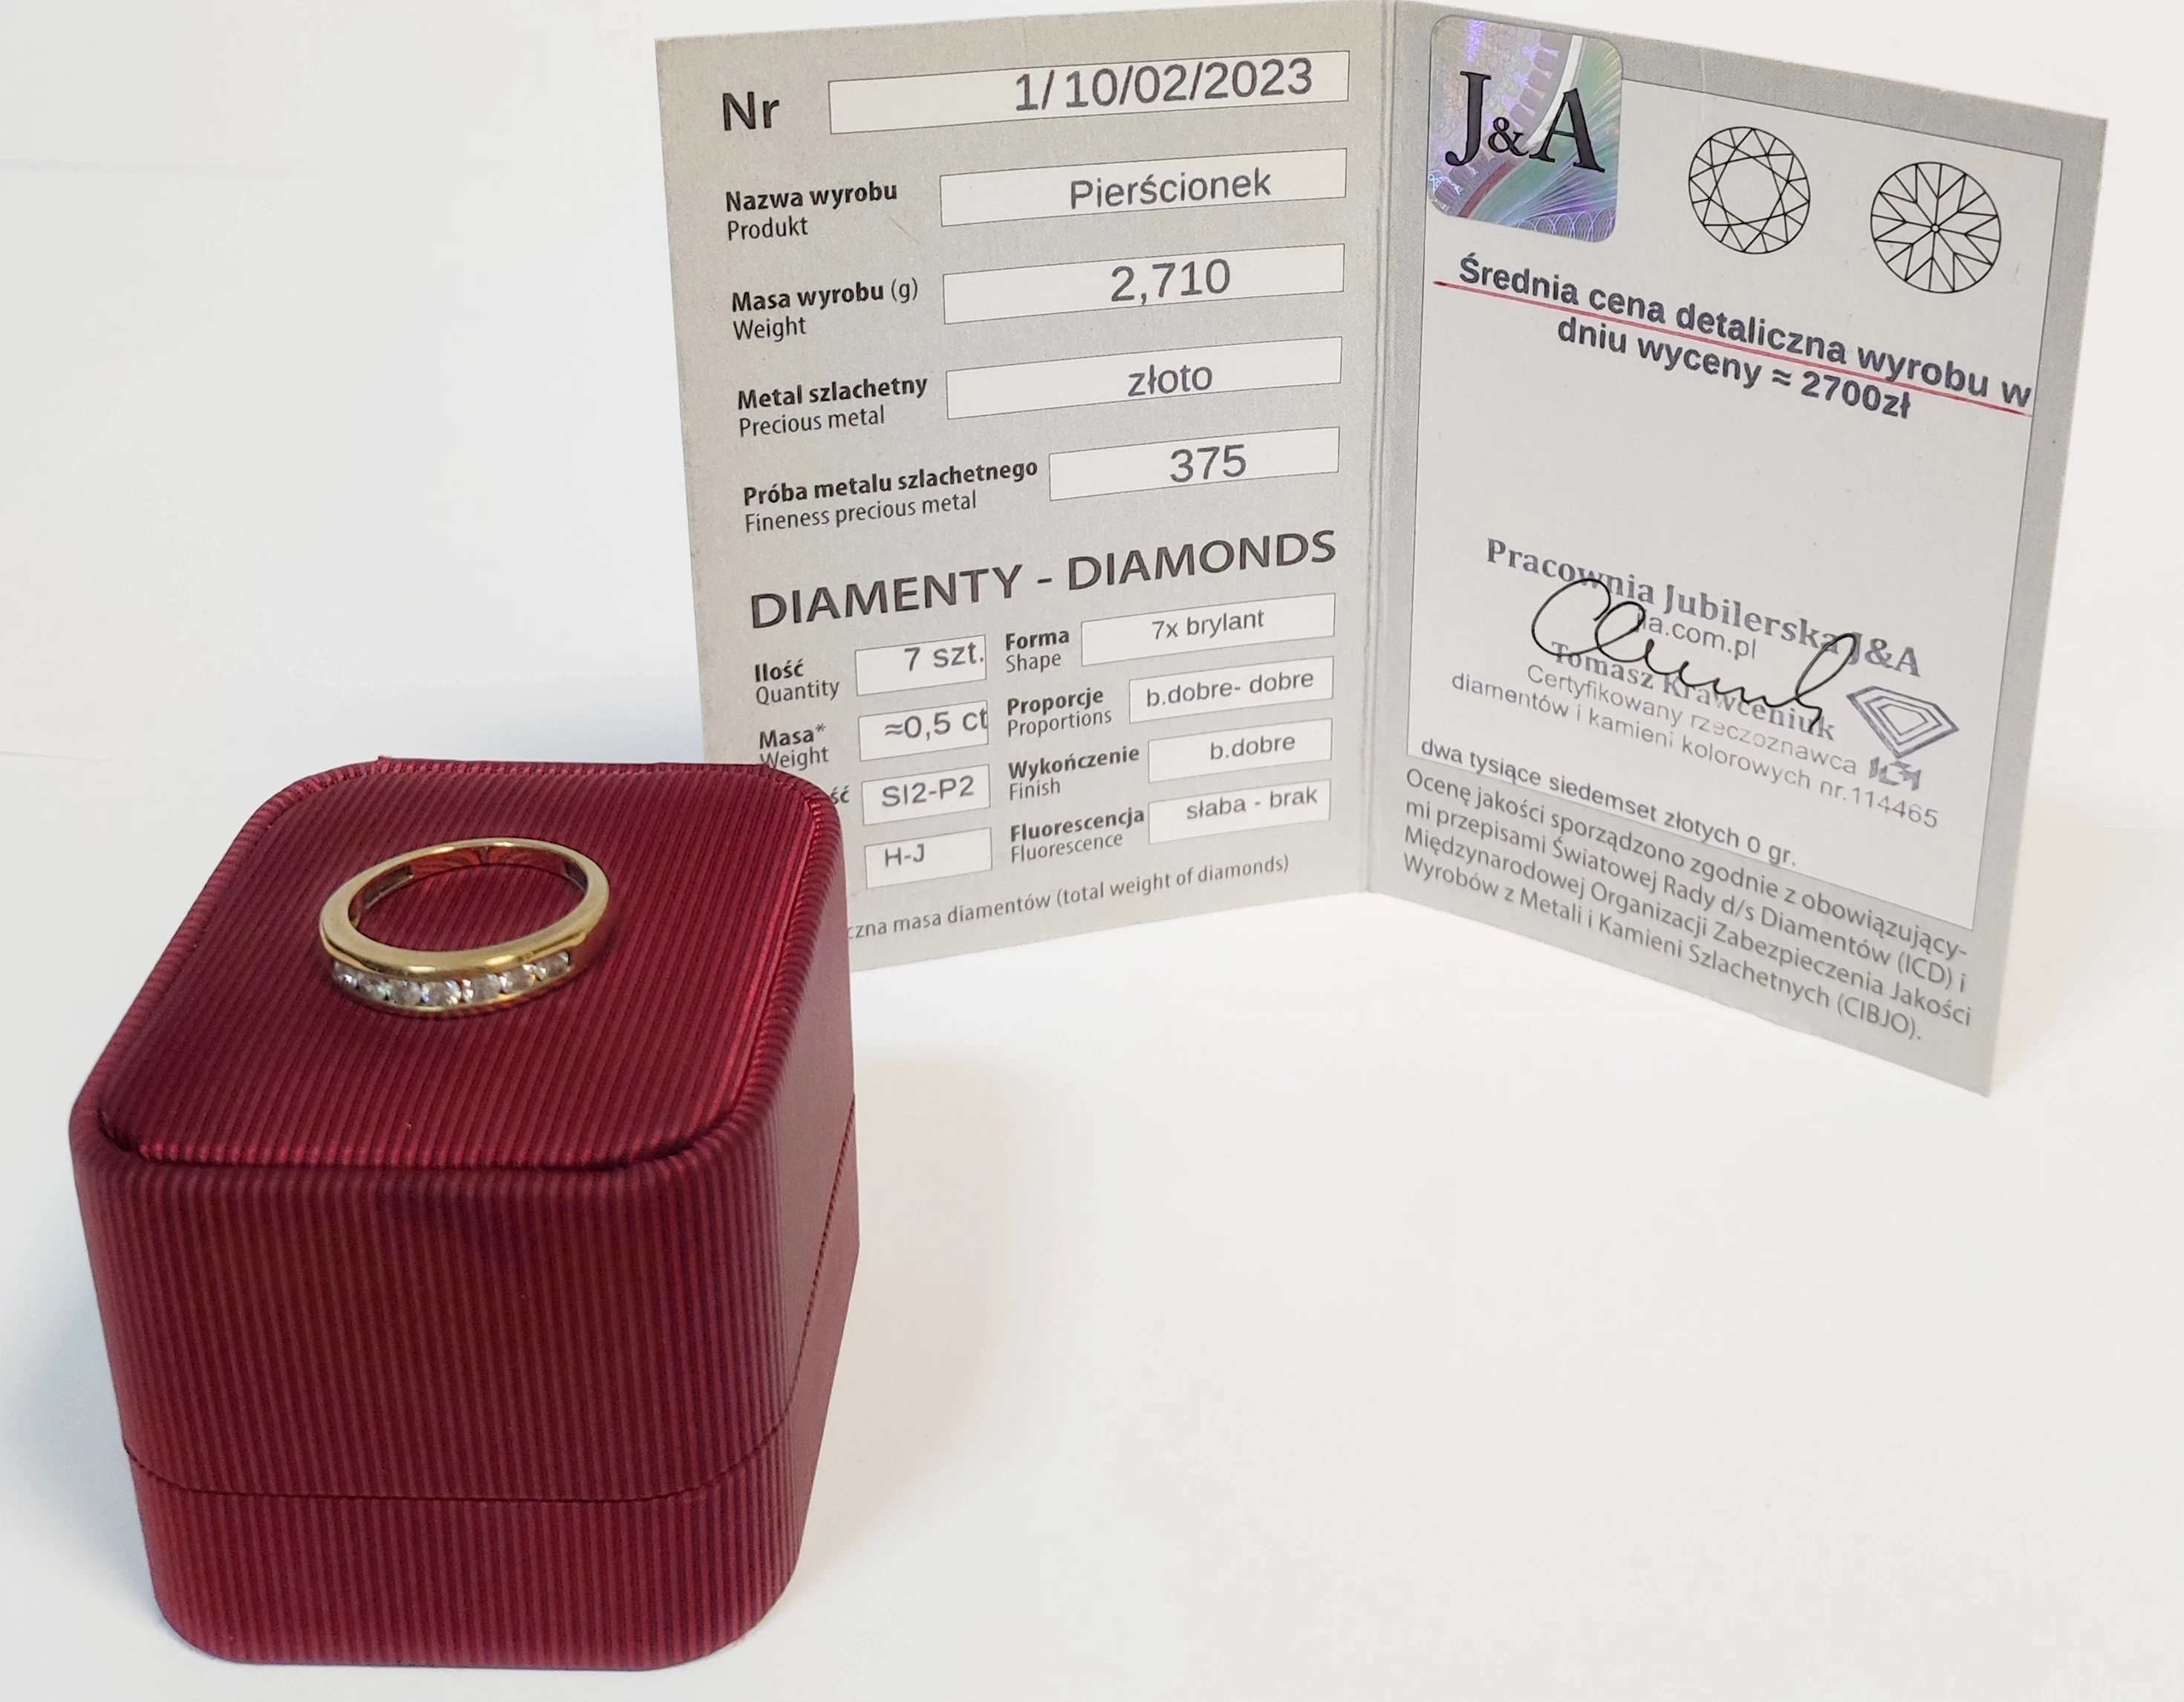 Nr 1/10/02/2023
Nazwa wyrobu Pierścionek
Produkt
Masa wyrobu (g) 2,710
Weight
Metal szlachetny złoto
Precious metal
Próba metalu szlachetnego 375
Fineness precious metal
DIAMENTY - DIAMONDS
Ilość 7 szt.
Quantity
Forma 7x brylant
Shape
Masa* ≈0,5 ct
Weight
Proporcje b.dobre- dobre
Proportions
ść SI2-P2
Wykończenie b.dobre
Finish
H-J
Fluorescencja słaba - brak
Fluorescence
czna masa diamentów (total weight of diamonds)
J&A
Średnia cena detaliczna wyrobu w
dniu wyceny ≈ 2700zł
Pracownia Jubilerska J&A
a.com.pl
Tomasz Krawceniuk
Certyfikowany rzeczoznawca
diamentów i kamieni kolorowych nr.114465
dwa tysiące siedemset złotych 0 gr.
Ocenę jakości sporządzono zgodnie z obowiązujący-
mi przepisami Światowej Rady d/s Diamentów (ICD) i
Międzynarodowej Organizacji Zabezpieczenia Jakości
Wyrobów z Metali i Kamieni Szlachetnych (CIBJO).